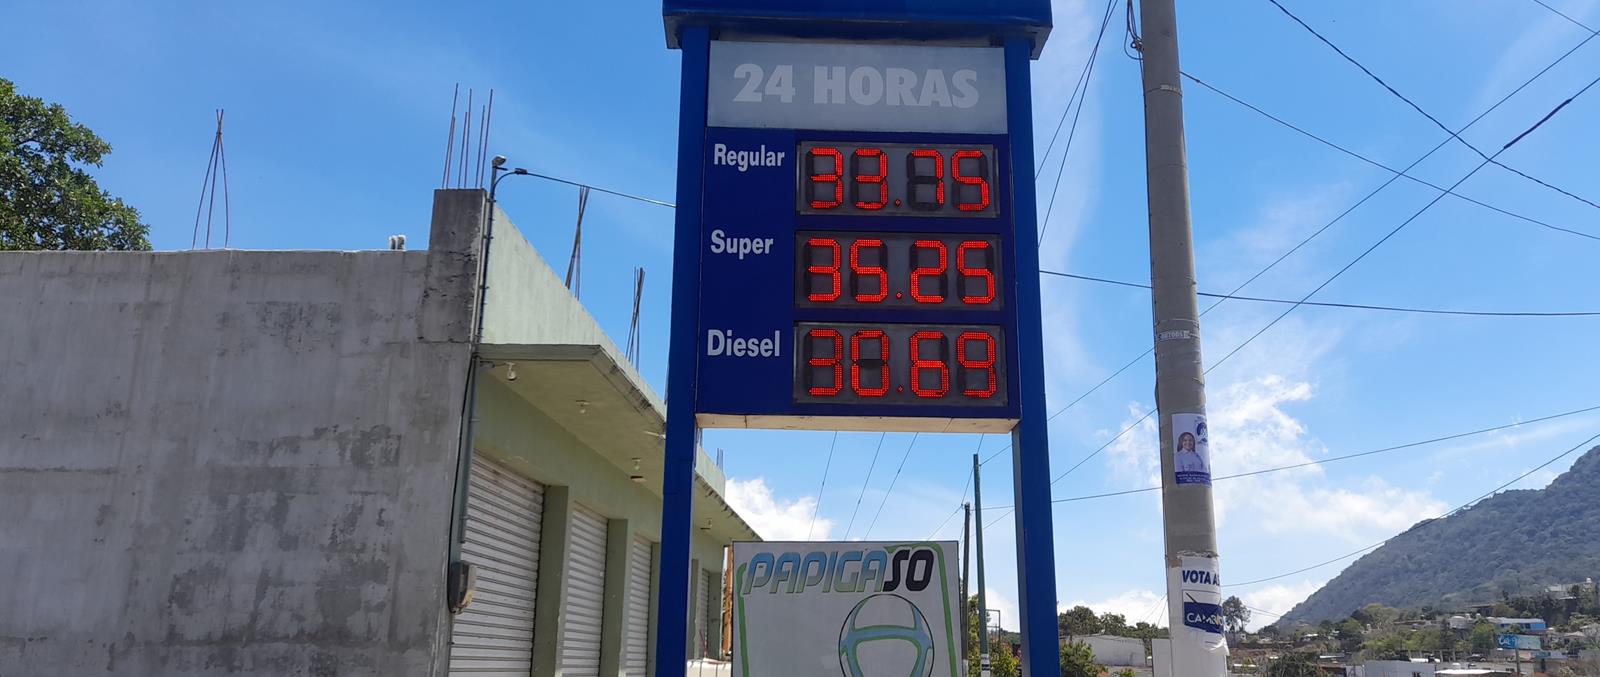 24 HORAS
Regular 33.75
Super 35.25
Diesel 30.69
PAPIGASO
VOTA